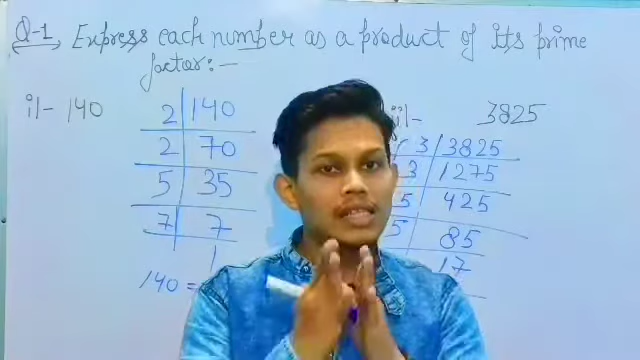 Q-1 Express each number as a product of its prime
factor:-
i)- 140
2 140
2 70
5 35
7 7
1
140 =
ii)- 3825
3 3825
3 1275
5 425
5 85
17